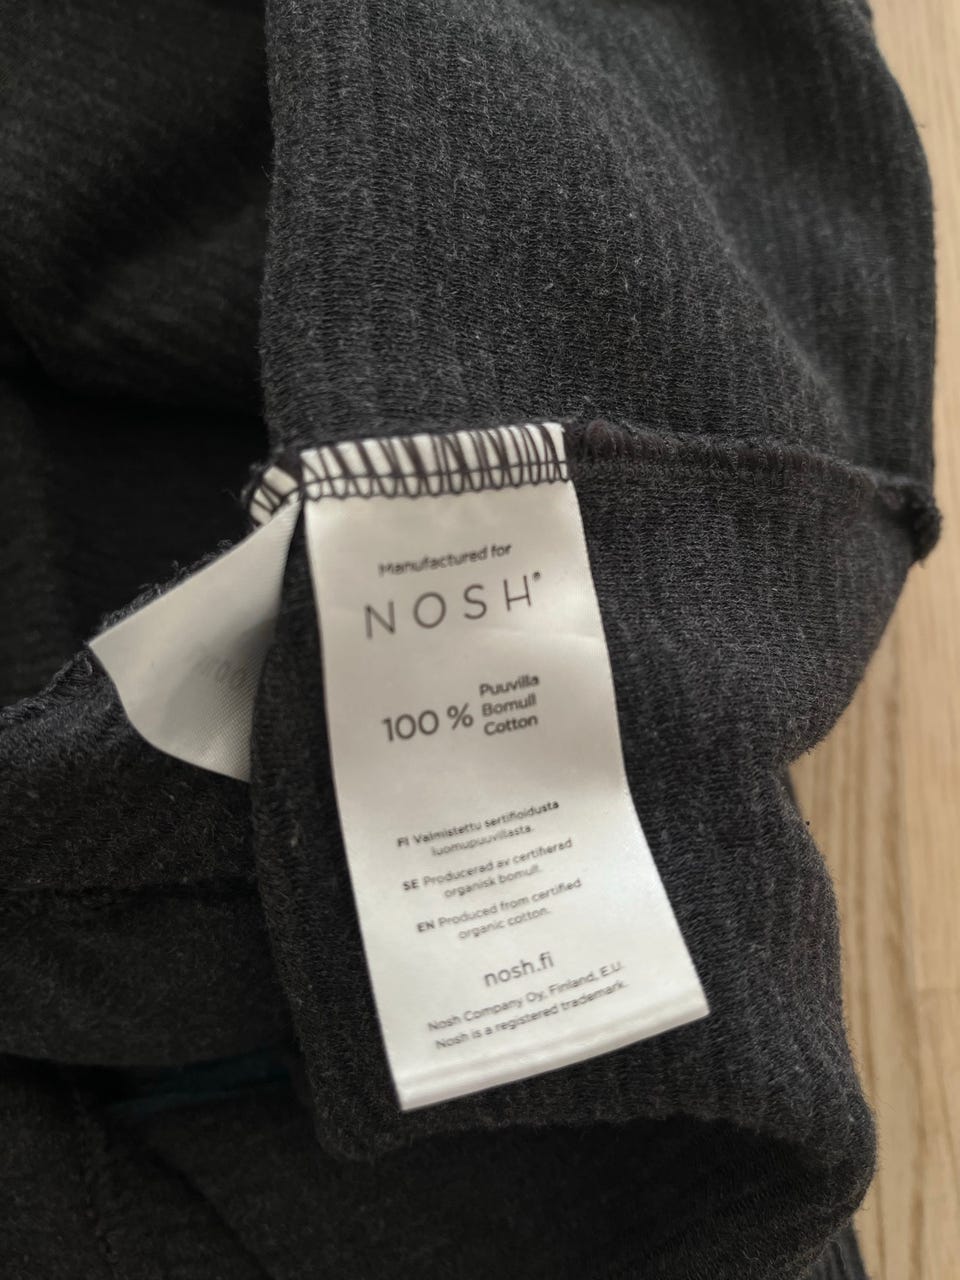 Manufactured for
NOSH®
100 % Puuvilla
Bomull
Cotton
FI Valmistettu sertifioidusta
luomupuuvillasta.
SE Producerad av certifierad
organisk bomull.
EN Produced from certified
organic cotton.
nosh.fi
Nosh Company Oy, Finland, E.U.
Nosh is a registered trademark.